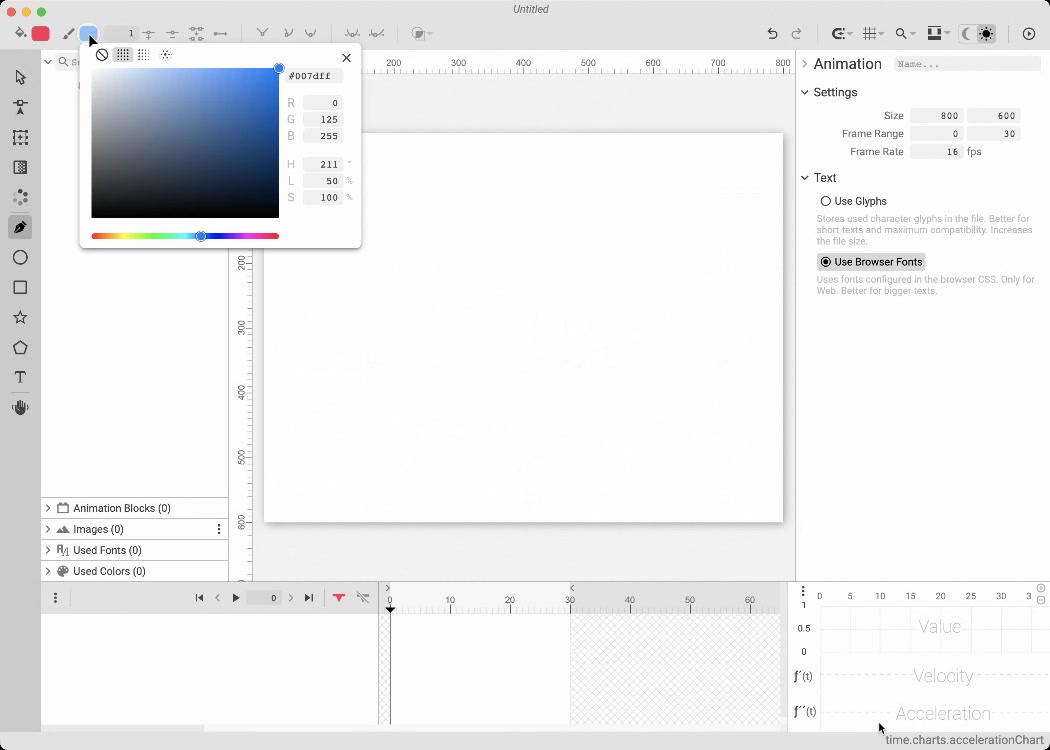 Untitled
1
#007dff
R 0
G 125
B 255
H 211 °
L 50 %
S 100 %
200 300 400 500 600 700 800
200
300
400
500
600
Animation Name...
Settings
Size 800 600
Frame Range 0 30
Frame Rate 16 fps
Text
Use Glyphs
Stores used character glyphs in the file. Better for
short texts and maximum compatibility. Increases
the file size.
Use Browser Fonts
Uses fonts configured in the browser CSS. Only for
Web. Better for bigger texts.
T
Animation Blocks (0)
Images (0)
Used Fonts (0)
Used Colors (0)
0
0 10 20 30 40 50 60
0 5 10 15 20 25 30 3
1
0.5
0
Value
f′(t) Velocity
f′′(t) Acceleration
time.charts.accelerationChart